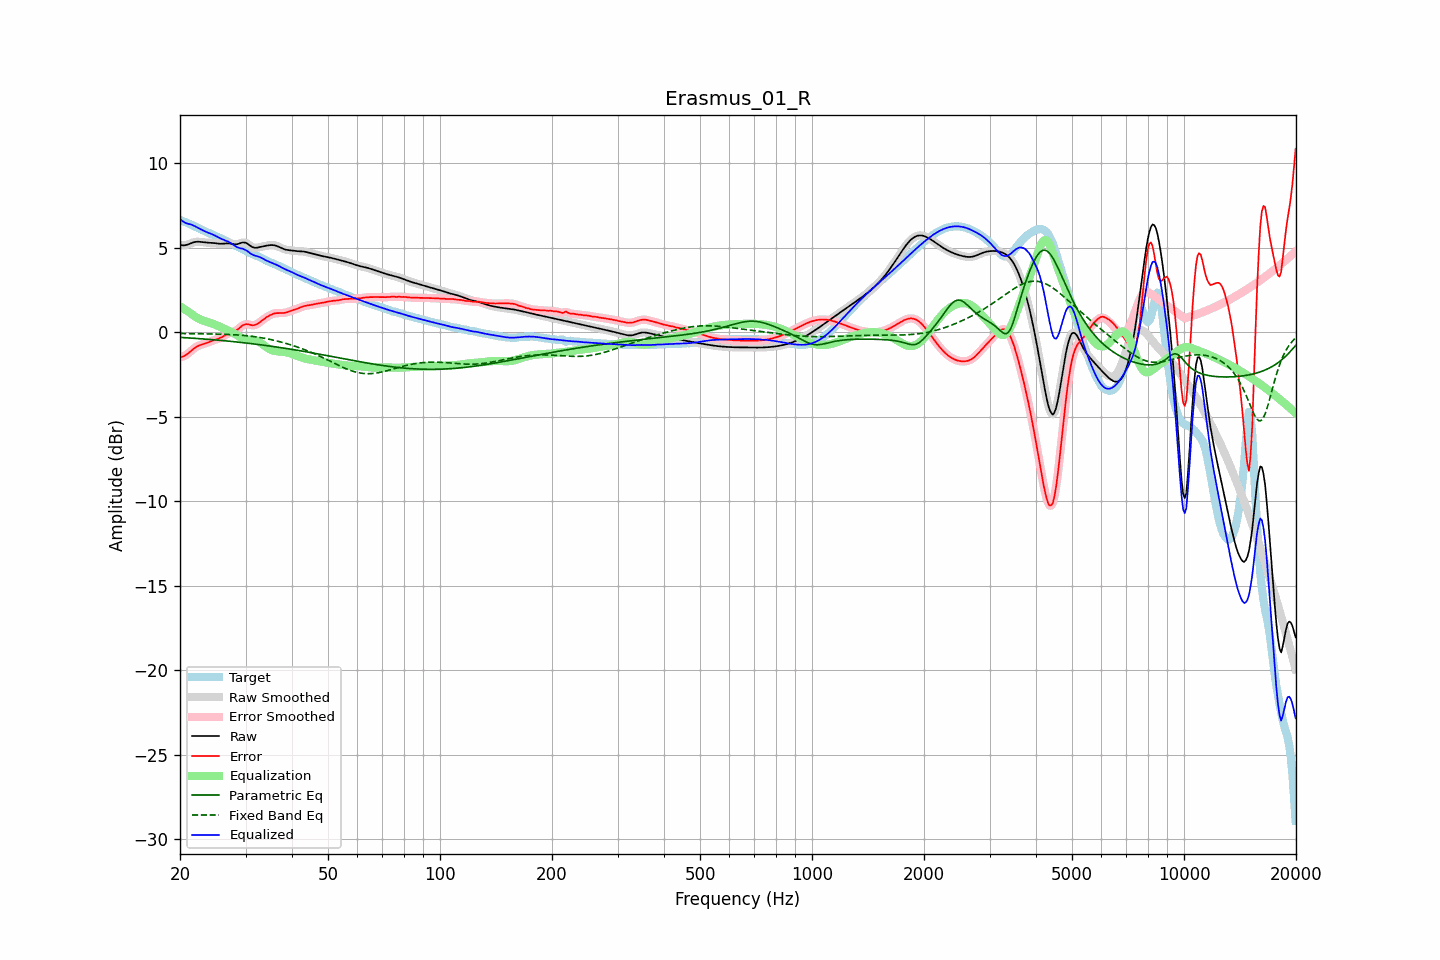 Erasmus_01_R
Amplitude (dBr)
10
5
0
−5
−10
−15
−20
−25
−30
Target
Raw Smoothed
Error Smoothed
Raw
Error
Equalization
Parametric Eq
Fixed Band Eq
Equalized
20 50 100 200 500 1000 2000 5000 10000 20000
Frequency (Hz)